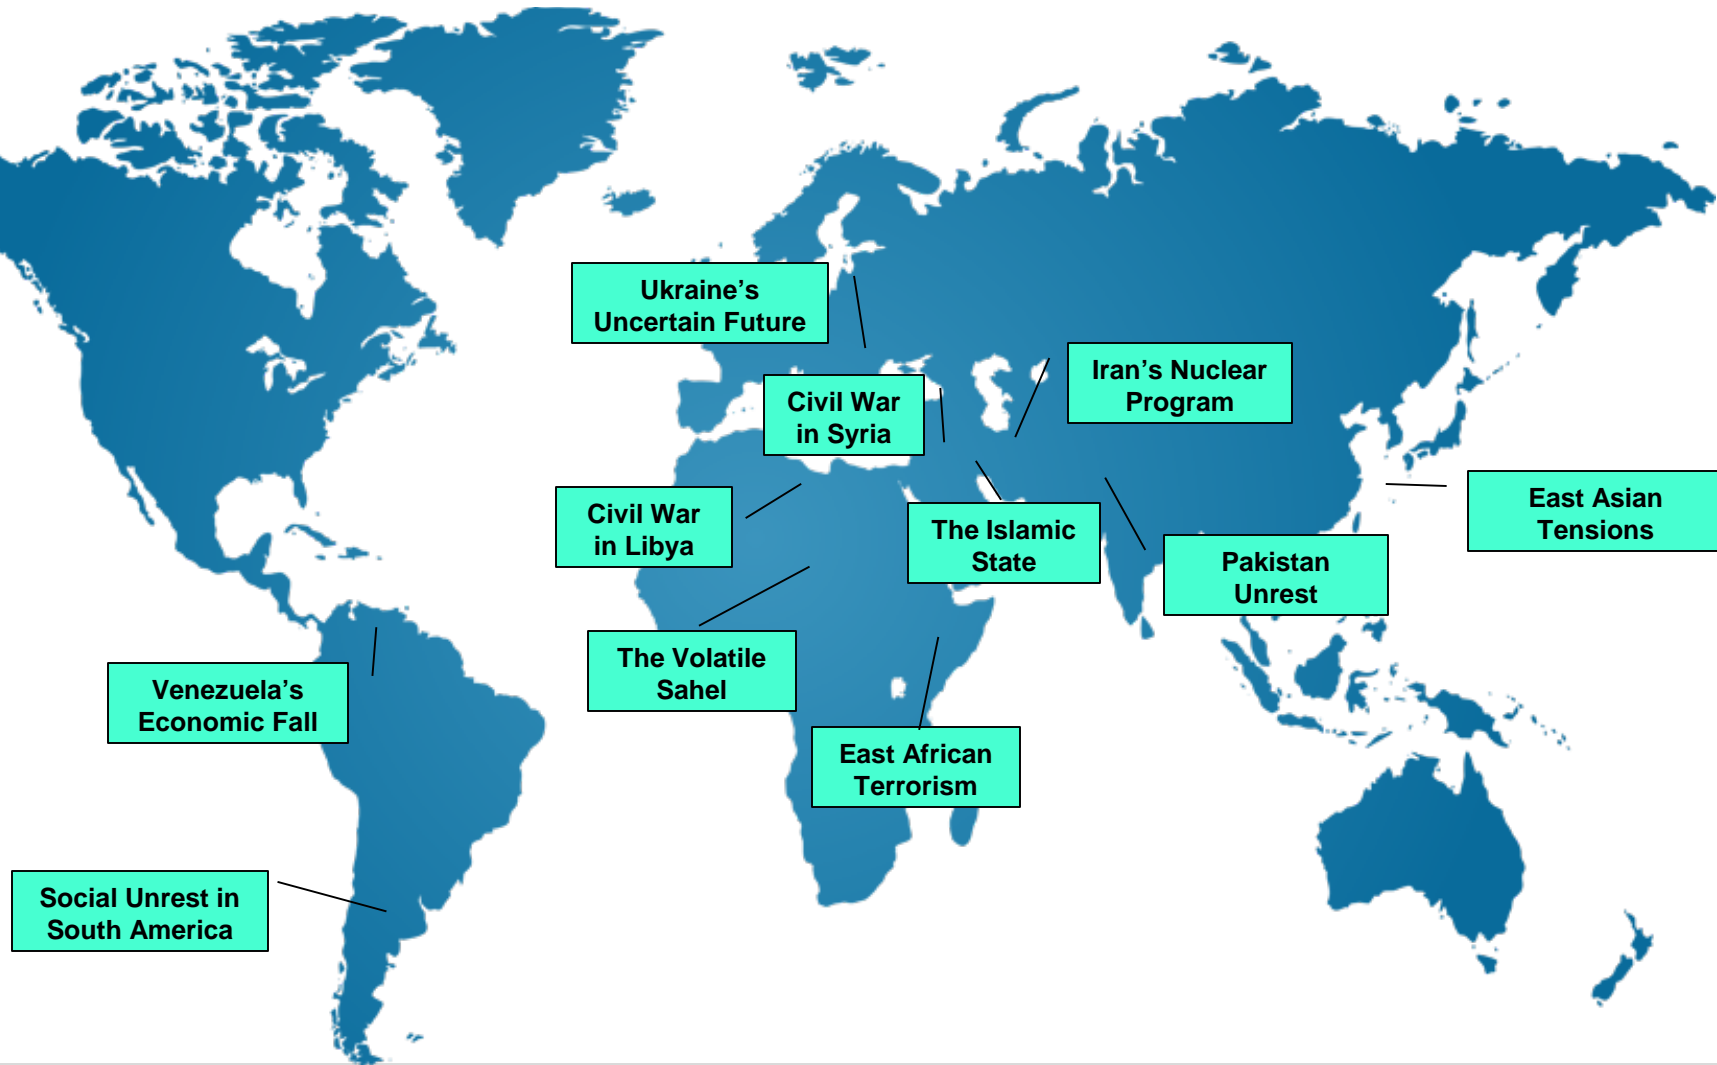 Ukraine’s
Uncertain Future
Iran’s Nuclear
Program
Civil War
in Syria
East Asian
Tensions
Civil War
in Libya
The Islamic
State
Pakistan
Unrest
The Volatile
Sahel
Venezuela’s
Economic Fall
East African
Terrorism
Social Unrest in
South America